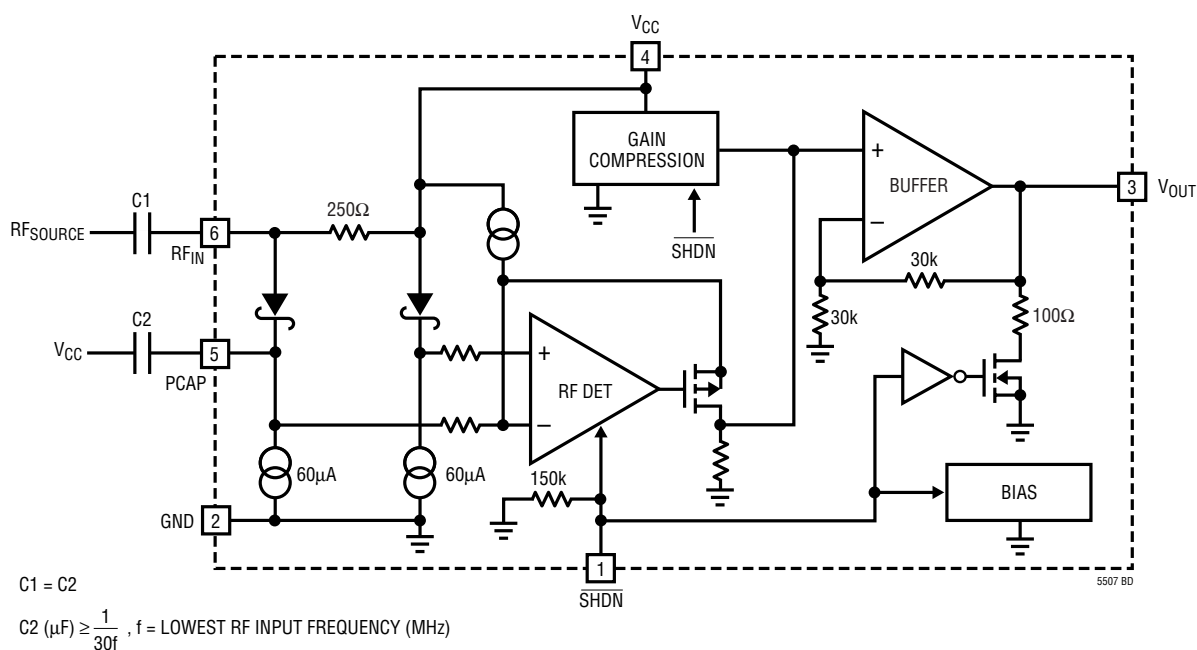 VCC
4
GAIN
COMPRESSION
+
BUFFER
−
3
VOUT
C1
RFSOURCE
6
RFIN
250Ω
SHDN
30k
30k
100Ω
C2
VCC
5
PCAP
+
RF DET
−
60µA
60µA
150k
BIAS
GND
2
1
SHDN
5507 BD
C1 = C2
C2 (µF) ≥ 1/30f , f = LOWEST RF INPUT FREQUENCY (MHz)